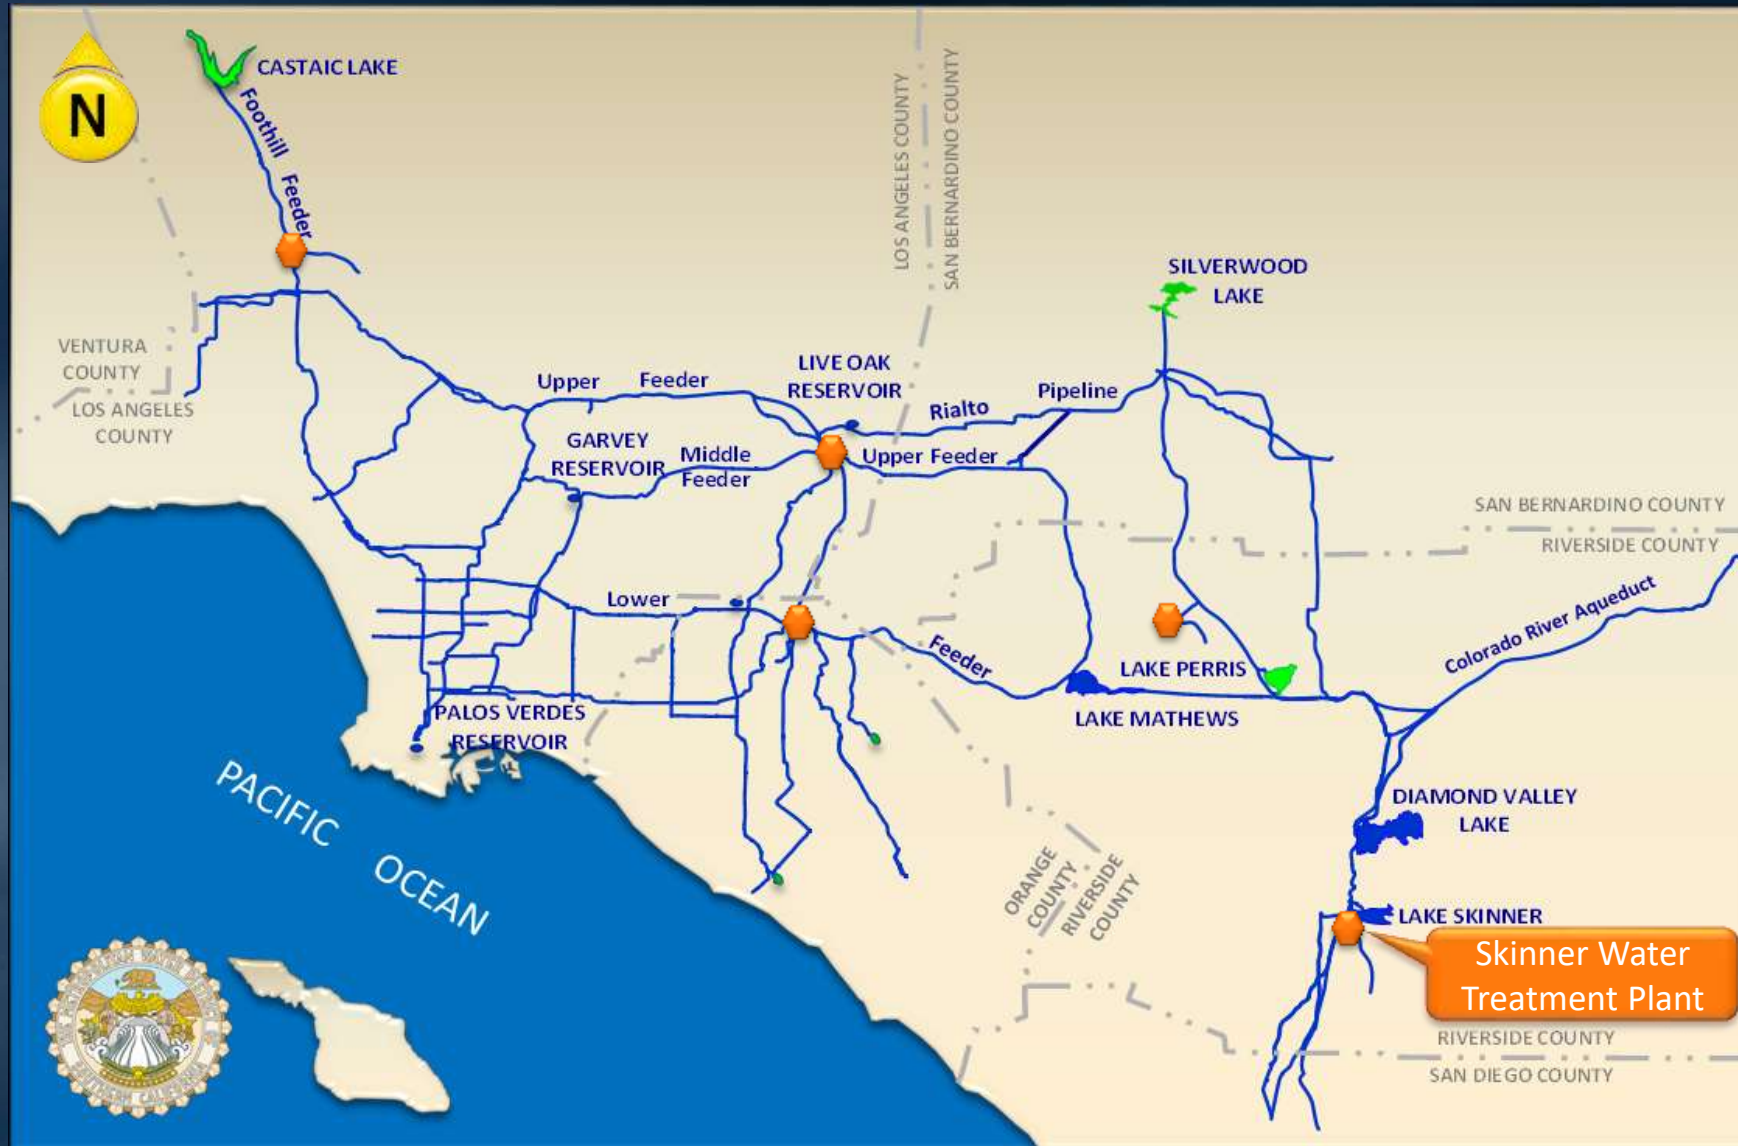 N
CASTAIC LAKE
Foothill Feeder
LOS ANGELES COUNTY
SAN BERNARDINO COUNTY
SILVERWOOD
LAKE
VENTURA
COUNTY
LOS ANGELES
COUNTY
Upper Feeder
LIVE OAK
RESERVOIR
Rialto Pipeline
GARVEY
RESERVOIR
Middle
Feeder
Upper Feeder
SAN BERNARDINO COUNTY
RIVERSIDE COUNTY
Colorado River Aqueduct
Lower Feeder
LAKE PERRIS
LAKE MATHEWS
PALOS VERDES
RESERVOIR
PACIFIC OCEAN
DIAMOND VALLEY
LAKE
ORANGE
COUNTY
RIVERSIDE
COUNTY
LAKE SKINNER
Skinner Water
Treatment Plant
RIVERSIDE COUNTY
SAN DIEGO COUNTY
SOUTHERN CALIFORNIA